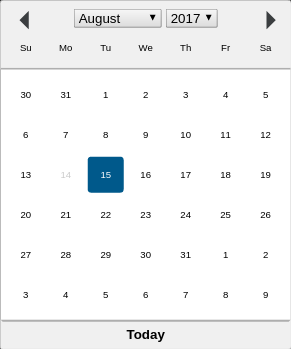 August 2017
Su Mo Tu We Th Fr Sa
30 31 1 2 3 4 5
6 7 8 9 10 11 12
13 14 15 16 17 18 19
20 21 22 23 24 25 26
27 28 29 30 31 1 2
3 4 5 6 7 8 9
Today